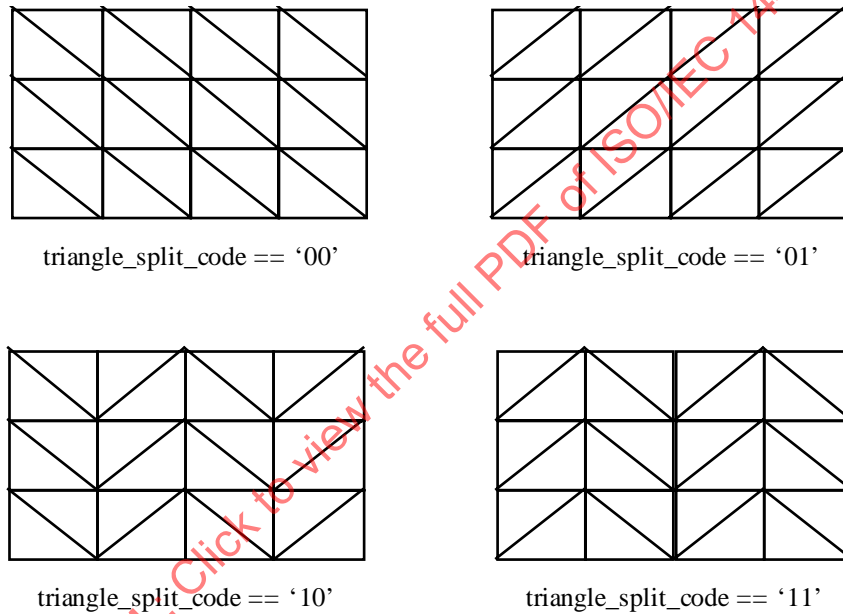 triangle_split_code == ‘00’
triangle_split_code == ‘01’
triangle_split_code == ‘10’
triangle_split_code == ‘11’
Click to view the full PDF of ISO/IEC 14